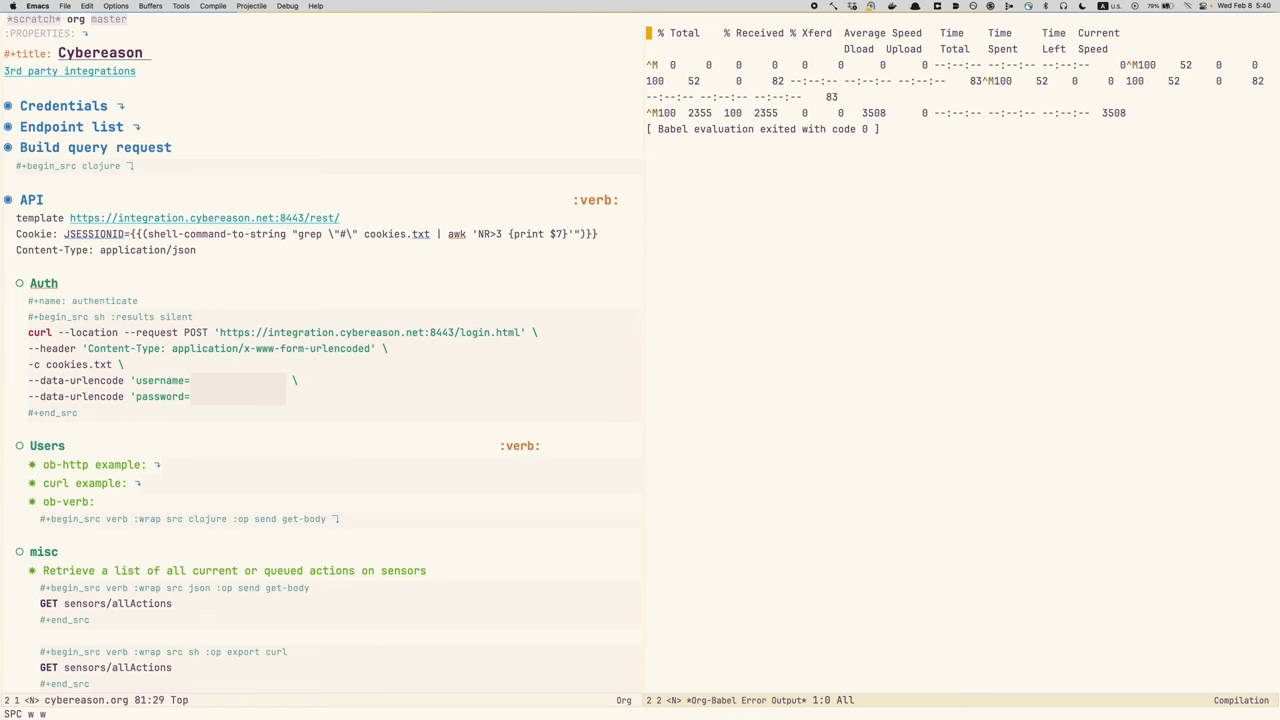 Emacs File Edit Options Buffers Tools Compile Projectile Debug Help
79% U.S. Wed Feb 8 5:40
*scratch* org master
:PROPERTIES:
#+title: Cybereason
3rd party integrations
Credentials
Endpoint list
Build query request
#+begin_src clojure
API :verb:
template https://integration.cybereason.net:8443/rest/
Cookie: JSESSIONID={{(shell-command-to-string "grep \"#\" cookies.txt | awk 'NR>3 {print $7}'")}}
Content-Type: application/json
Auth
#+name: authenticate
#+begin_src sh :results silent
curl --location --request POST 'https://integration.cybereason.net:8443/login.html' \
--header 'Content-Type: application/x-www-form-urlencoded' \
-c cookies.txt \
--data-urlencode 'username= \
--data-urlencode 'password=
#+end_src
Users :verb:
ob-http example:
curl example:
ob-verb:
#+begin_src verb :wrap src clojure :op send get-body
misc
Retrieve a list of all current or queued actions on sensors
#+begin_src verb :wrap src json :op send get-body
GET sensors/allActions
#+end_src
#+begin_src verb :wrap src sh :op export curl
GET sensors/allActions
#+end_src
2 1 <N> cybereason.org 81:29 Top Org
SPC w w
% Total % Received % Xferd Average Speed Time Time Time Current
Dload Upload Total Spent Left Speed
^M 0 0 0 0 0 0 0 0 --:--:-- --:--:-- --:--:-- 0^M100 52 0 0
100 52 0 82 --:--:-- --:--:-- --:--:-- 83^M100 52 0 0 100 52 0 82
--:--:-- --:--:-- --:--:-- 83
^M100 2355 100 2355 0 0 3508 0 --:--:-- --:--:-- --:--:-- 3508
[ Babel evaluation exited with code 0 ]
2 2 <N> *Org-Babel Error Output* 1:0 All Compilation